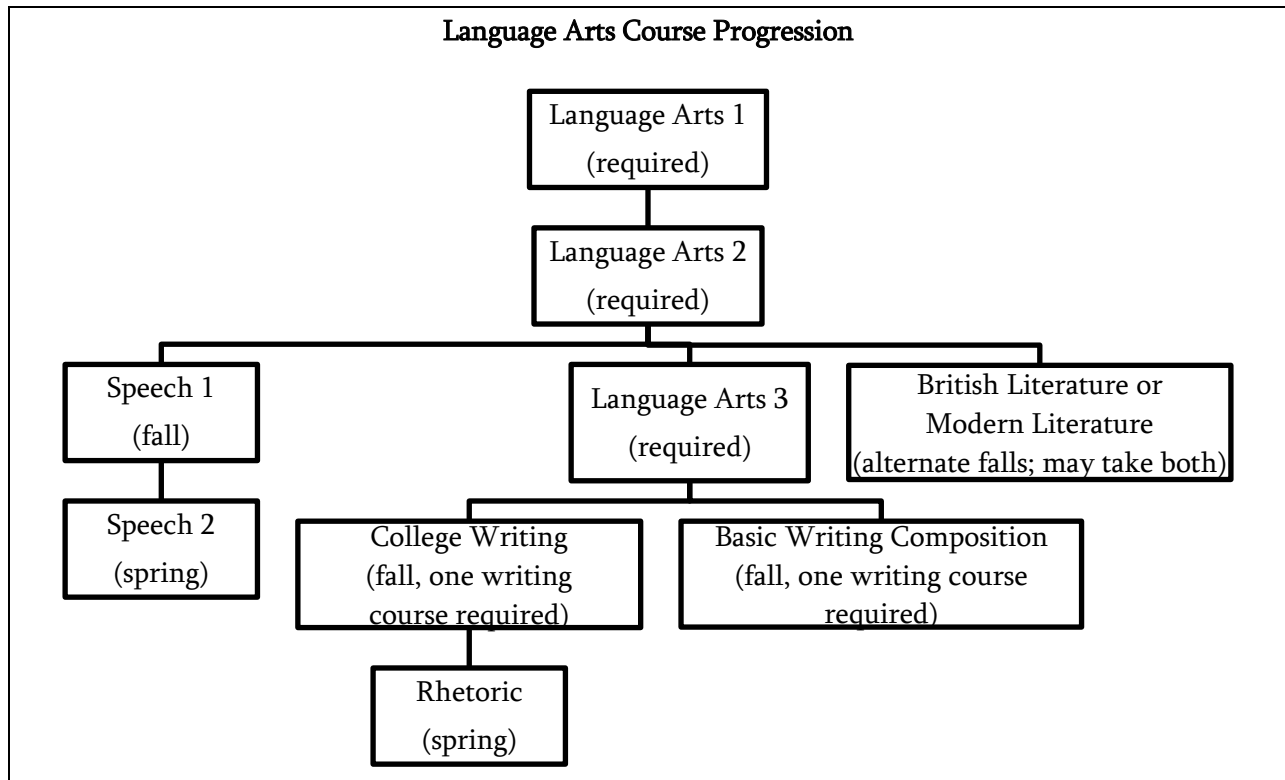 Language Arts Course Progression
Language Arts 1
(required)
Language Arts 2
(required)
Speech 1
(fall)
Language Arts 3
(required)
British Literature or
Modern Literature
(alternate falls; may take both)
Speech 2
(spring)
College Writing
(fall, one writing
course required)
Basic Writing Composition
(fall, one writing course
required)
Rhetoric
(spring)